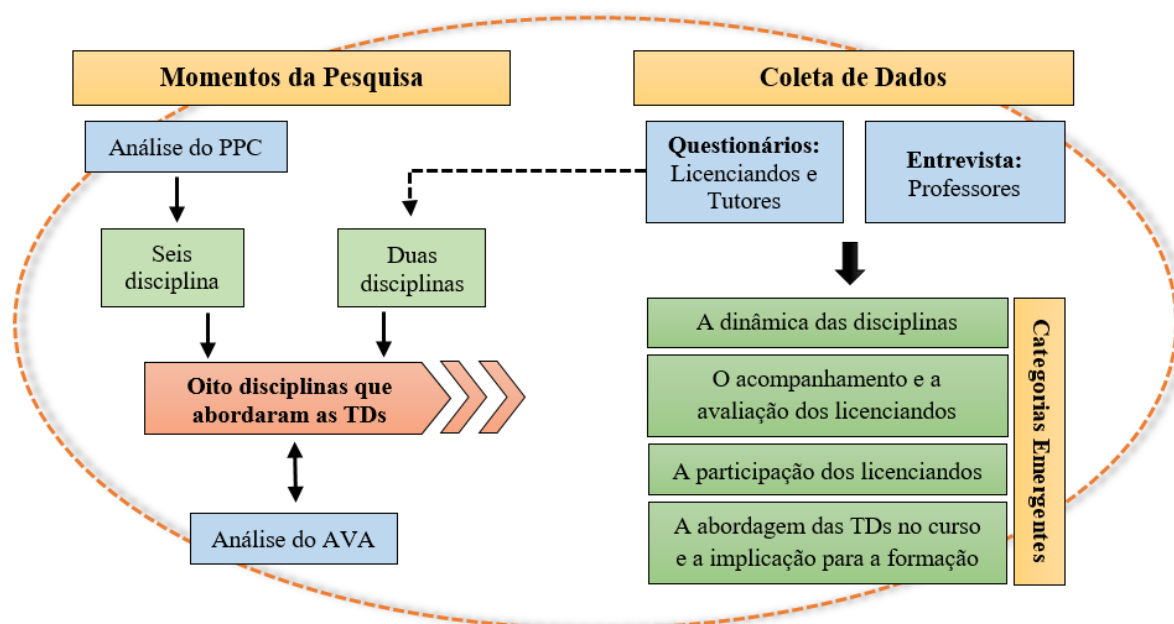 Momentos da Pesquisa
Análise do PPC
Seis
disciplina
Duas
disciplinas
Oito disciplinas que
abordaram as TDs
Análise do AVA
Coleta de Dados
Questionários:
Licenciandos e
Tutores
Entrevista:
Professores
A dinâmica das disciplinas
O acompanhamento e a
avaliação dos licenciandos
A participação dos licenciandos
A abordagem das TDs no curso
e a implicação para a formação
Categorias Emergentes